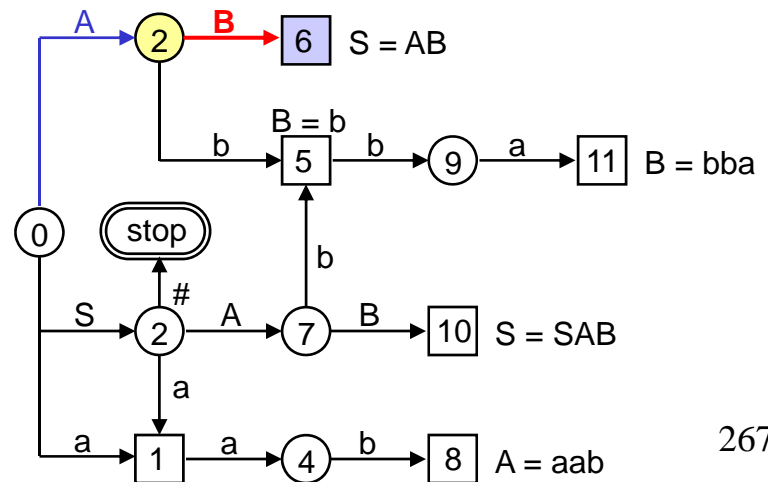 A B
2 6 S = AB
B = b
b 5 b 9 a 11 B = bba
0 stop
b
#
S 2 A 7 B 10 S = SAB
a
a 1 a 4 b 8 A = aab
267